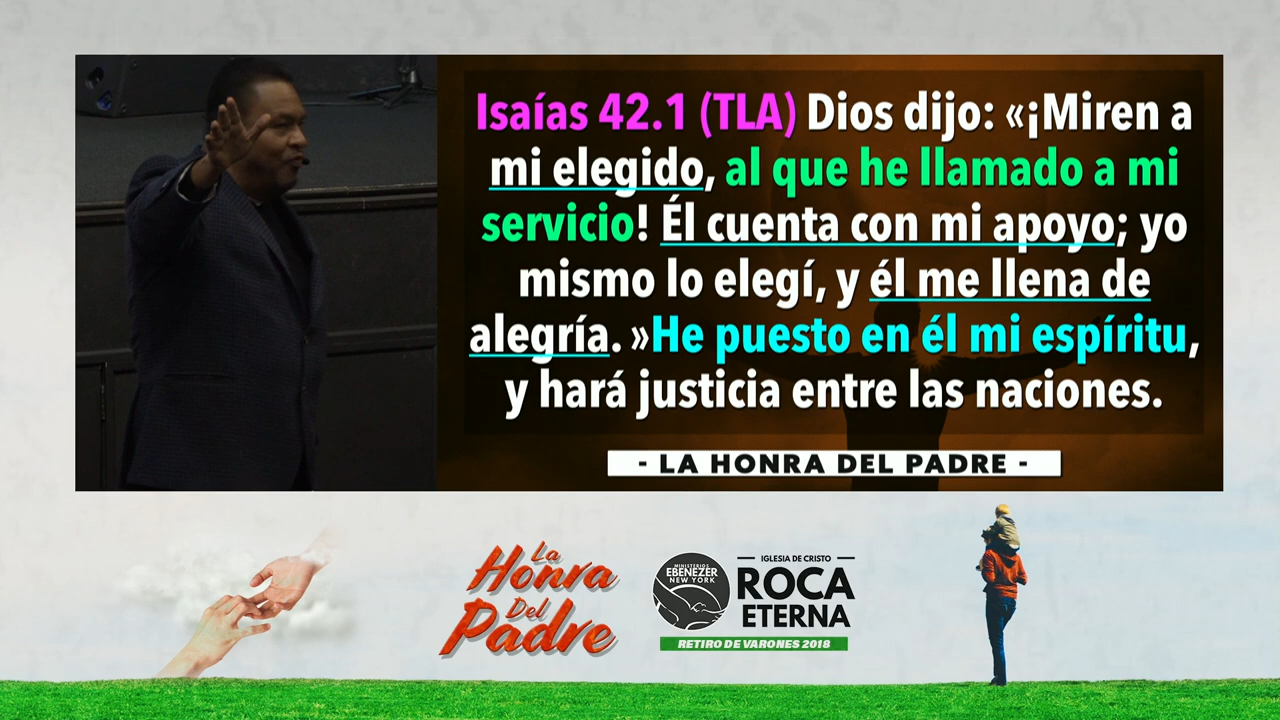 Isaías 42.1 (TLA) Dios dijo: «¡Miren a
mi elegido, al que he llamado a mi
servicio! Él cuenta con mi apoyo; yo
mismo lo elegí, y él me llena de
alegría. »He puesto en él mi espíritu,
y hará justicia entre las naciones.
- LA HONRA DEL PADRE -
La
Honra
Del
Padre
MINISTERIOS
EBENEZER
NEW YORK
IGLESIA DE CRISTO
ROCA
ETERNA
RETIRO DE VARONES 2018